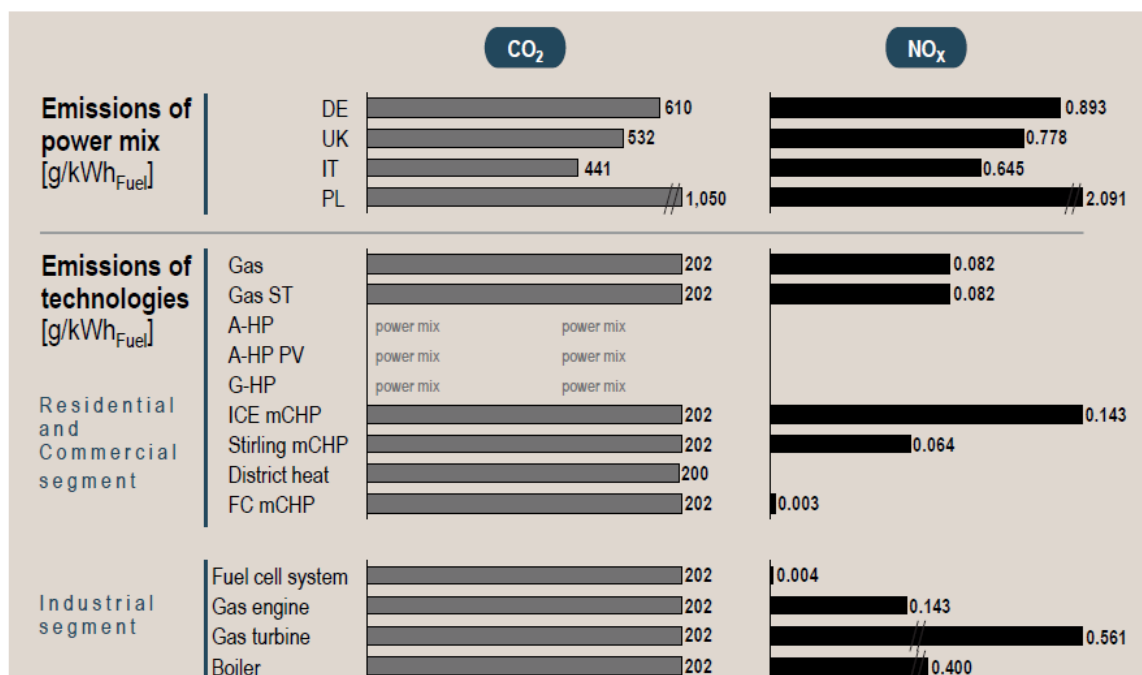 CO₂ NOₓ
Emissions of
power mix
[g/kWh_Fuel]
DE 610 0.893
UK 532 0.778
IT 441 0.645
PL 1,050 2.091
Emissions of
technologies
[g/kWh_Fuel]
Residential
and
Commercial
segment
Gas 202 0.082
Gas ST 202 0.082
A-HP power mix power mix
A-HP PV power mix power mix
G-HP power mix power mix
ICE mCHP 202 0.143
Stirling mCHP 202 0.064
District heat 200
FC mCHP 202 0.003
Industrial
segment
Fuel cell system 202 0.004
Gas engine 202 0.143
Gas turbine 202 0.561
Boiler 202 0.400